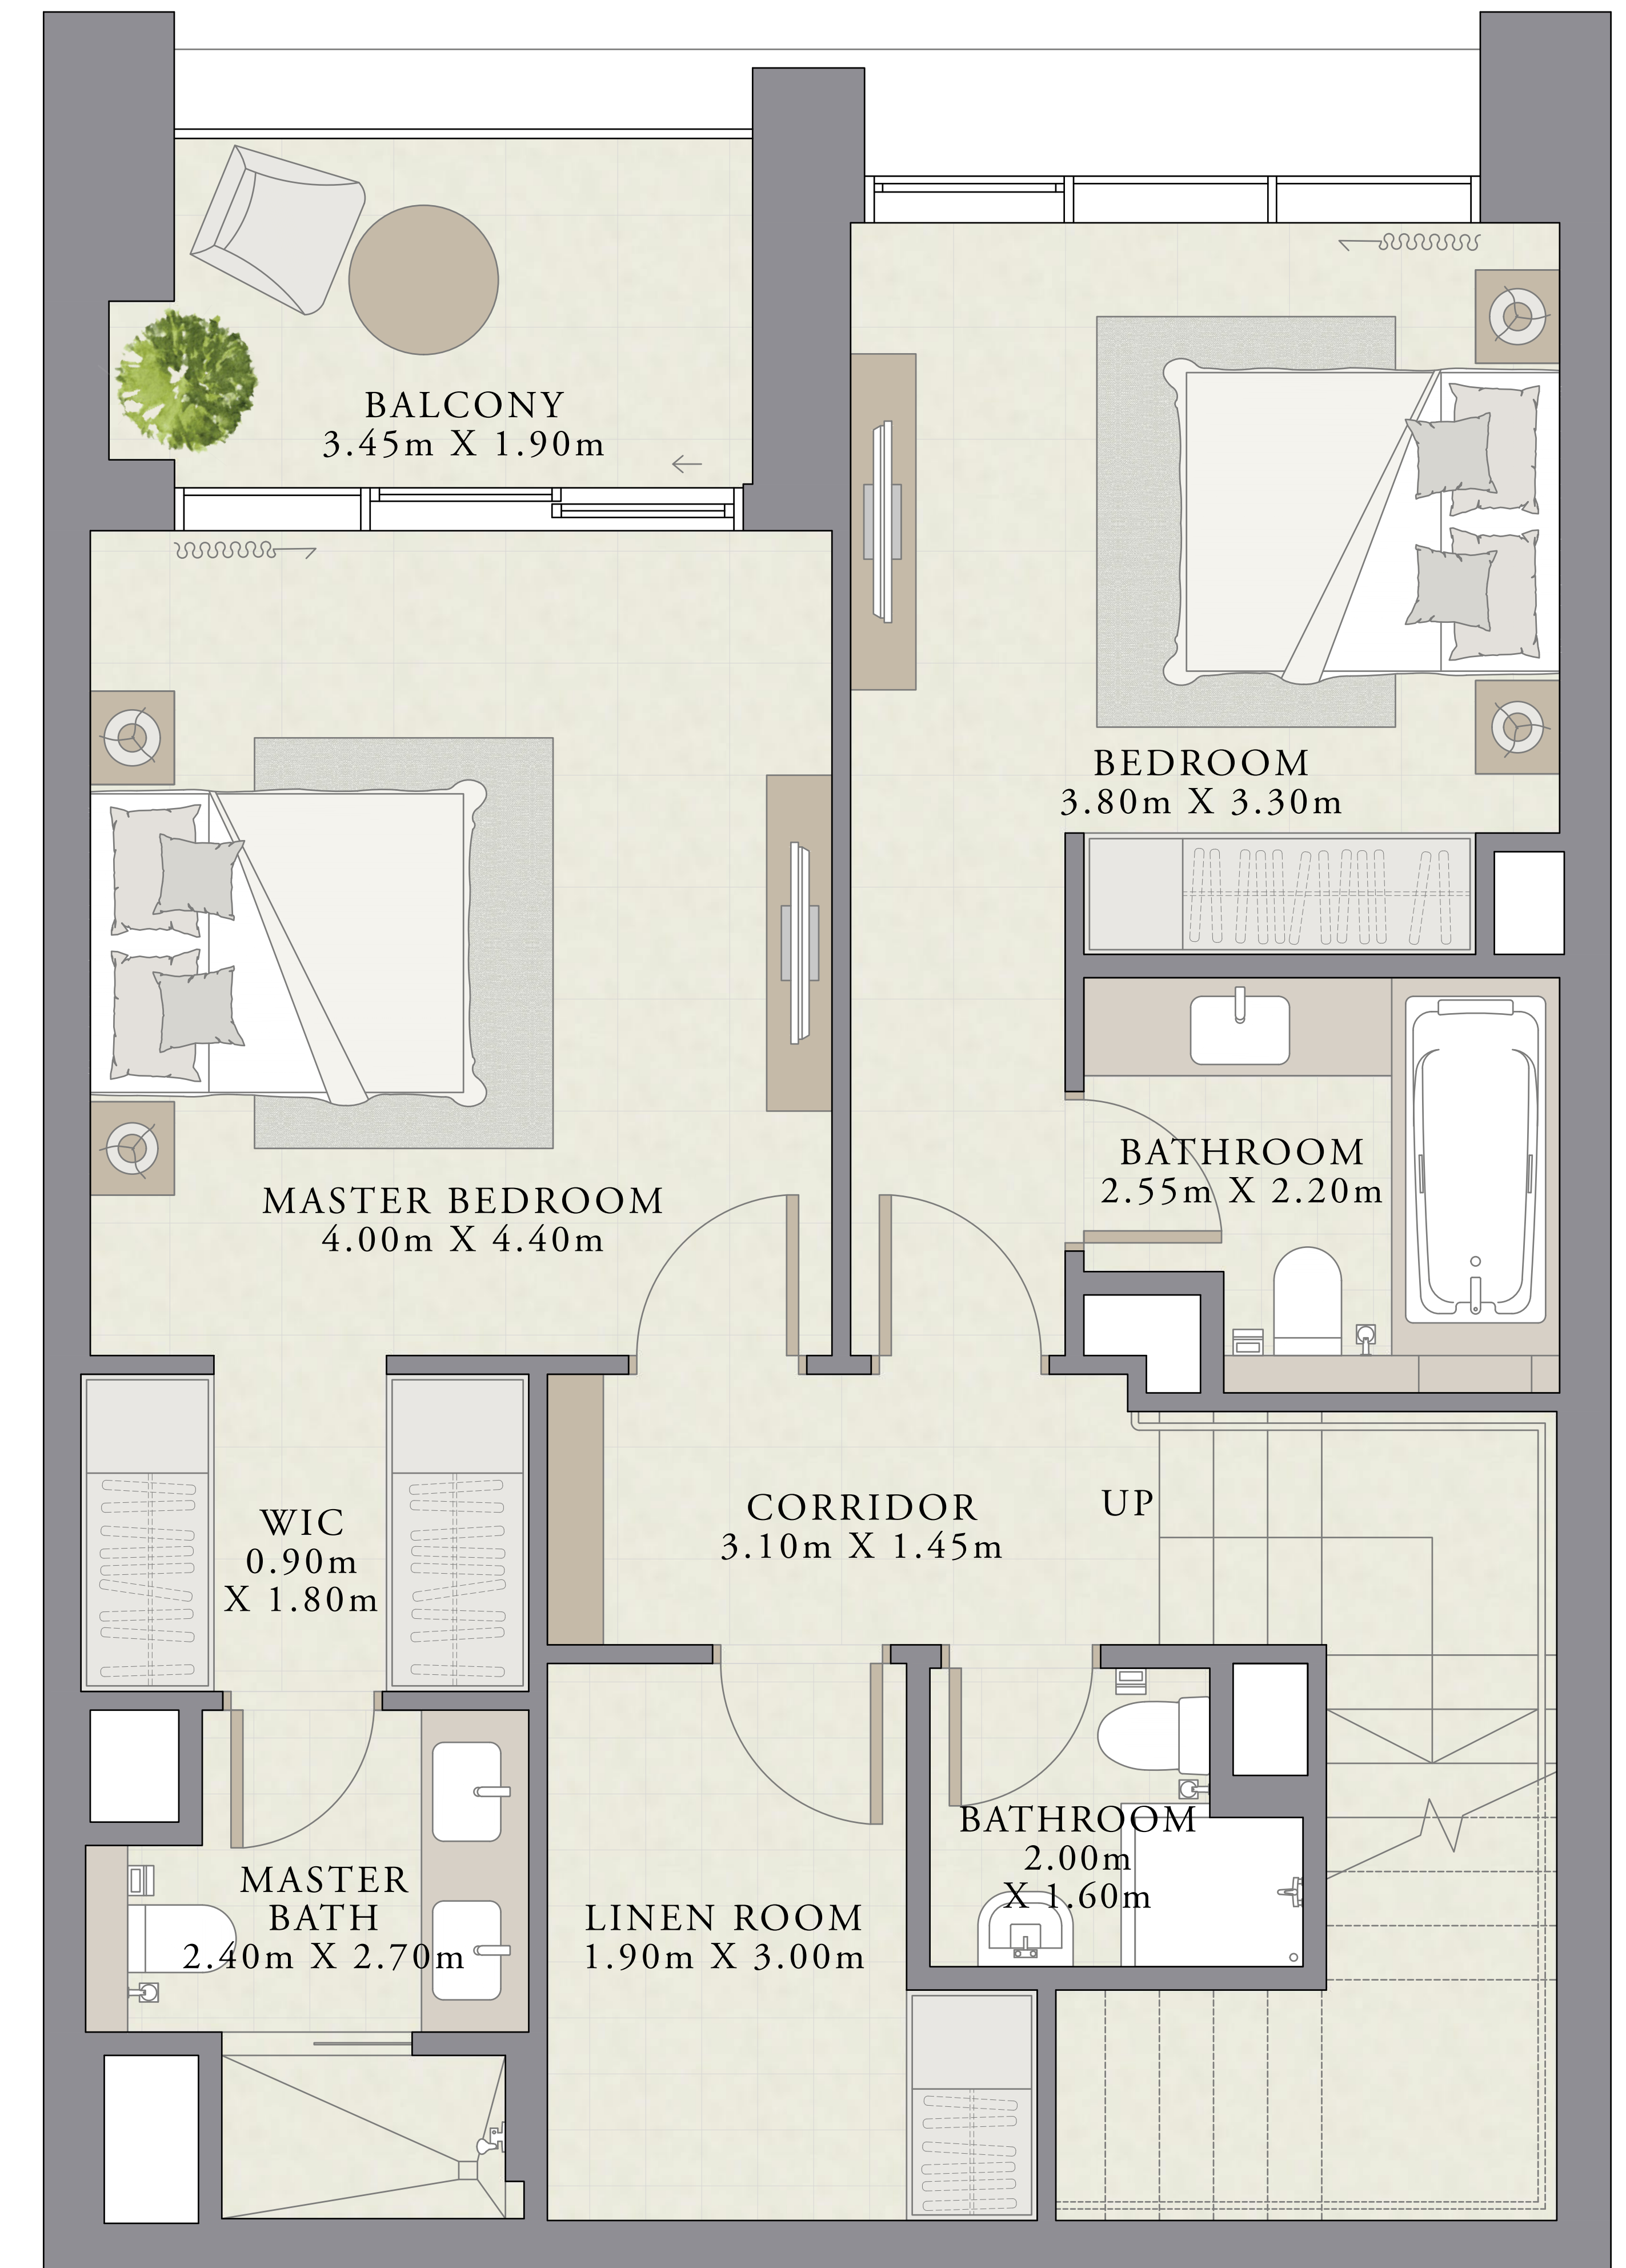 BALCONY
3.45m X 1.90m
BEDROOM
3.80m X 3.30m
BATHROOM
2.55m X 2.20m
MASTER BEDROOM
4.00m X 4.40m
WIC
0.90m
X 1.80m
CORRIDOR
3.10m X 1.45m
UP
MASTER
BATH
2.40m X 2.70m
LINEN ROOM
1.90m X 3.00m
BATHROOM
2.00m
X 1.60m